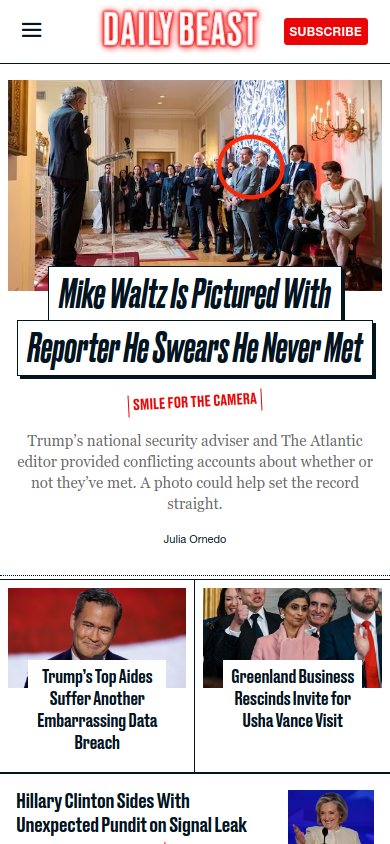 DAILY BEAST
SUBSCRIBE
Mike Waltz Is Pictured With
Reporter He Swears He Never Met
SMILE FOR THE CAMERA
Trump’s national security adviser and The Atlantic
editor provided conflicting accounts about whether or
not they’ve met. A photo could help set the record
straight.
Julia Ornedo
Trump’s Top Aides
Suffer Another
Embarrassing Data
Breach
Greenland Business
Rescinds Invite for
Usha Vance Visit
Hillary Clinton Sides With
Unexpected Pundit on Signal Leak